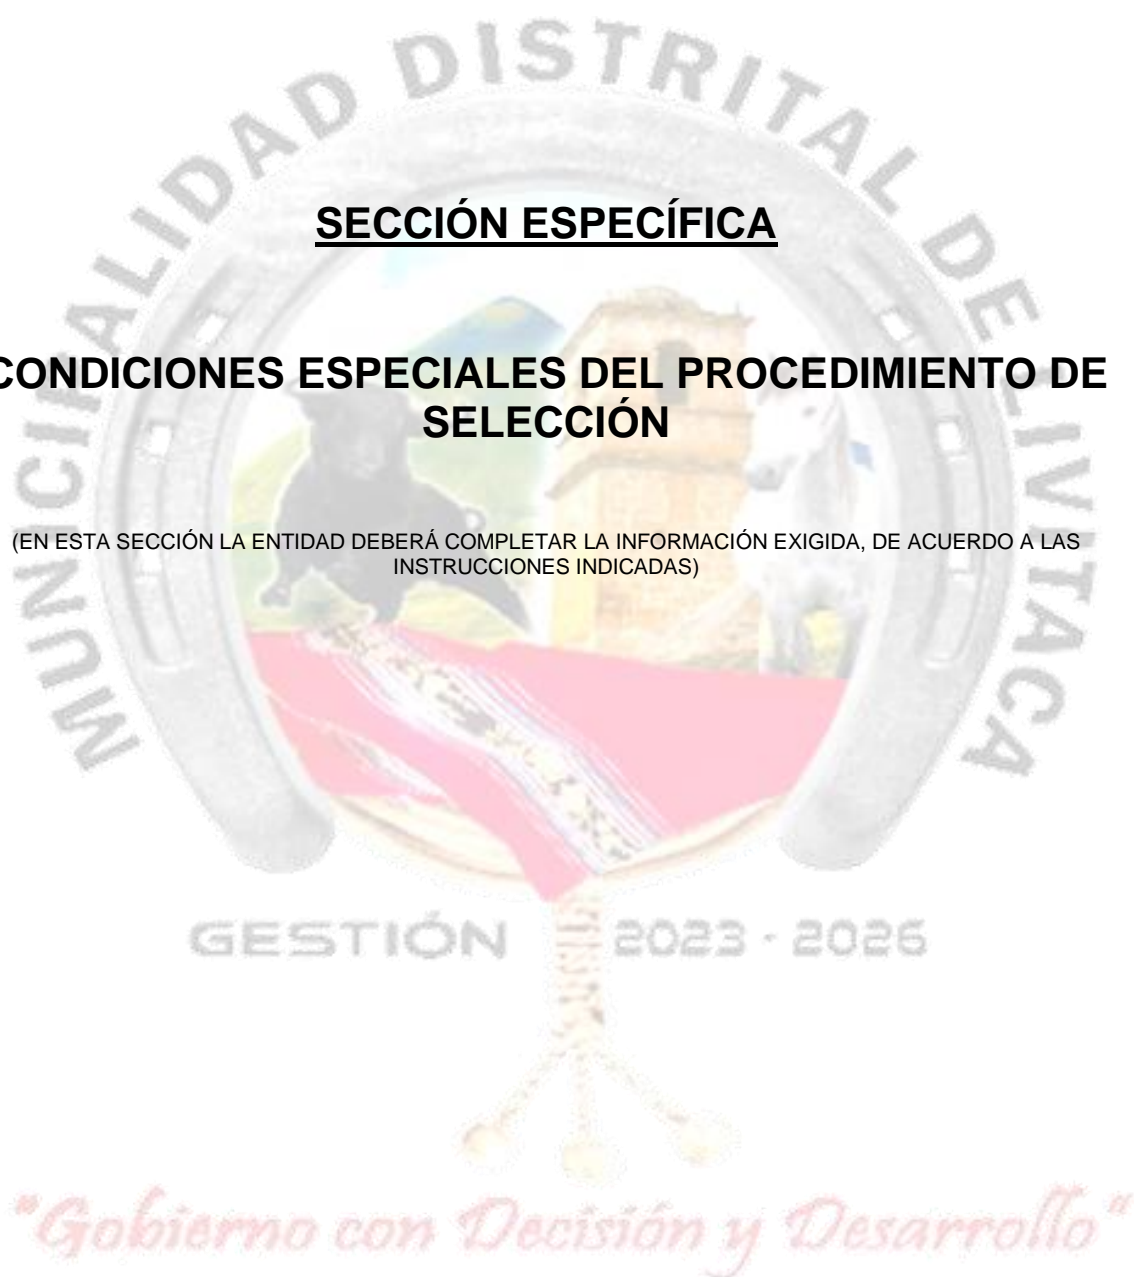 MUNICIPALIDAD DISTRITAL DE LIVITACA
SECCIÓN ESPECÍFICA
CONDICIONES ESPECIALES DEL PROCEDIMIENTO DE
SELECCIÓN
(EN ESTA SECCIÓN LA ENTIDAD DEBERÁ COMPLETAR LA INFORMACIÓN EXIGIDA, DE ACUERDO A LAS
INSTRUCCIONES INDICADAS)
GESTIÓN 2023 - 2026
"Gobierno con Decisión y Desarrollo"